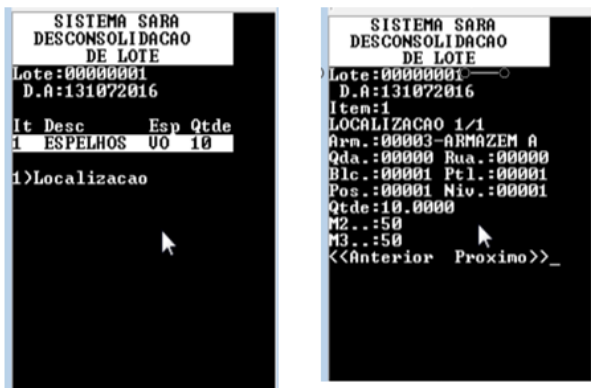 SISTEMA SARA
DESCONSOLIDACAO
DE LOTE
Lote:00000001
D.A:131072016
It Desc Esp Qtde
1 ESPELHOS VO 10
1)Localizacao
SISTEMA SARA
DESCONSOLIDACAO
DE LOTE
Lote:00000001
D.A:131072016
Item:1
LOCALIZACAO 1/1
Arm.:00003-ARMAZEM A
Qda.:00000 Rua.:00000
Blc.:00001 Ptl.:00001
Pos.:00001 Niv.:00001
Qtde:10.0000
M2..:50
M3..:50
<<Anterior Proximo>>_